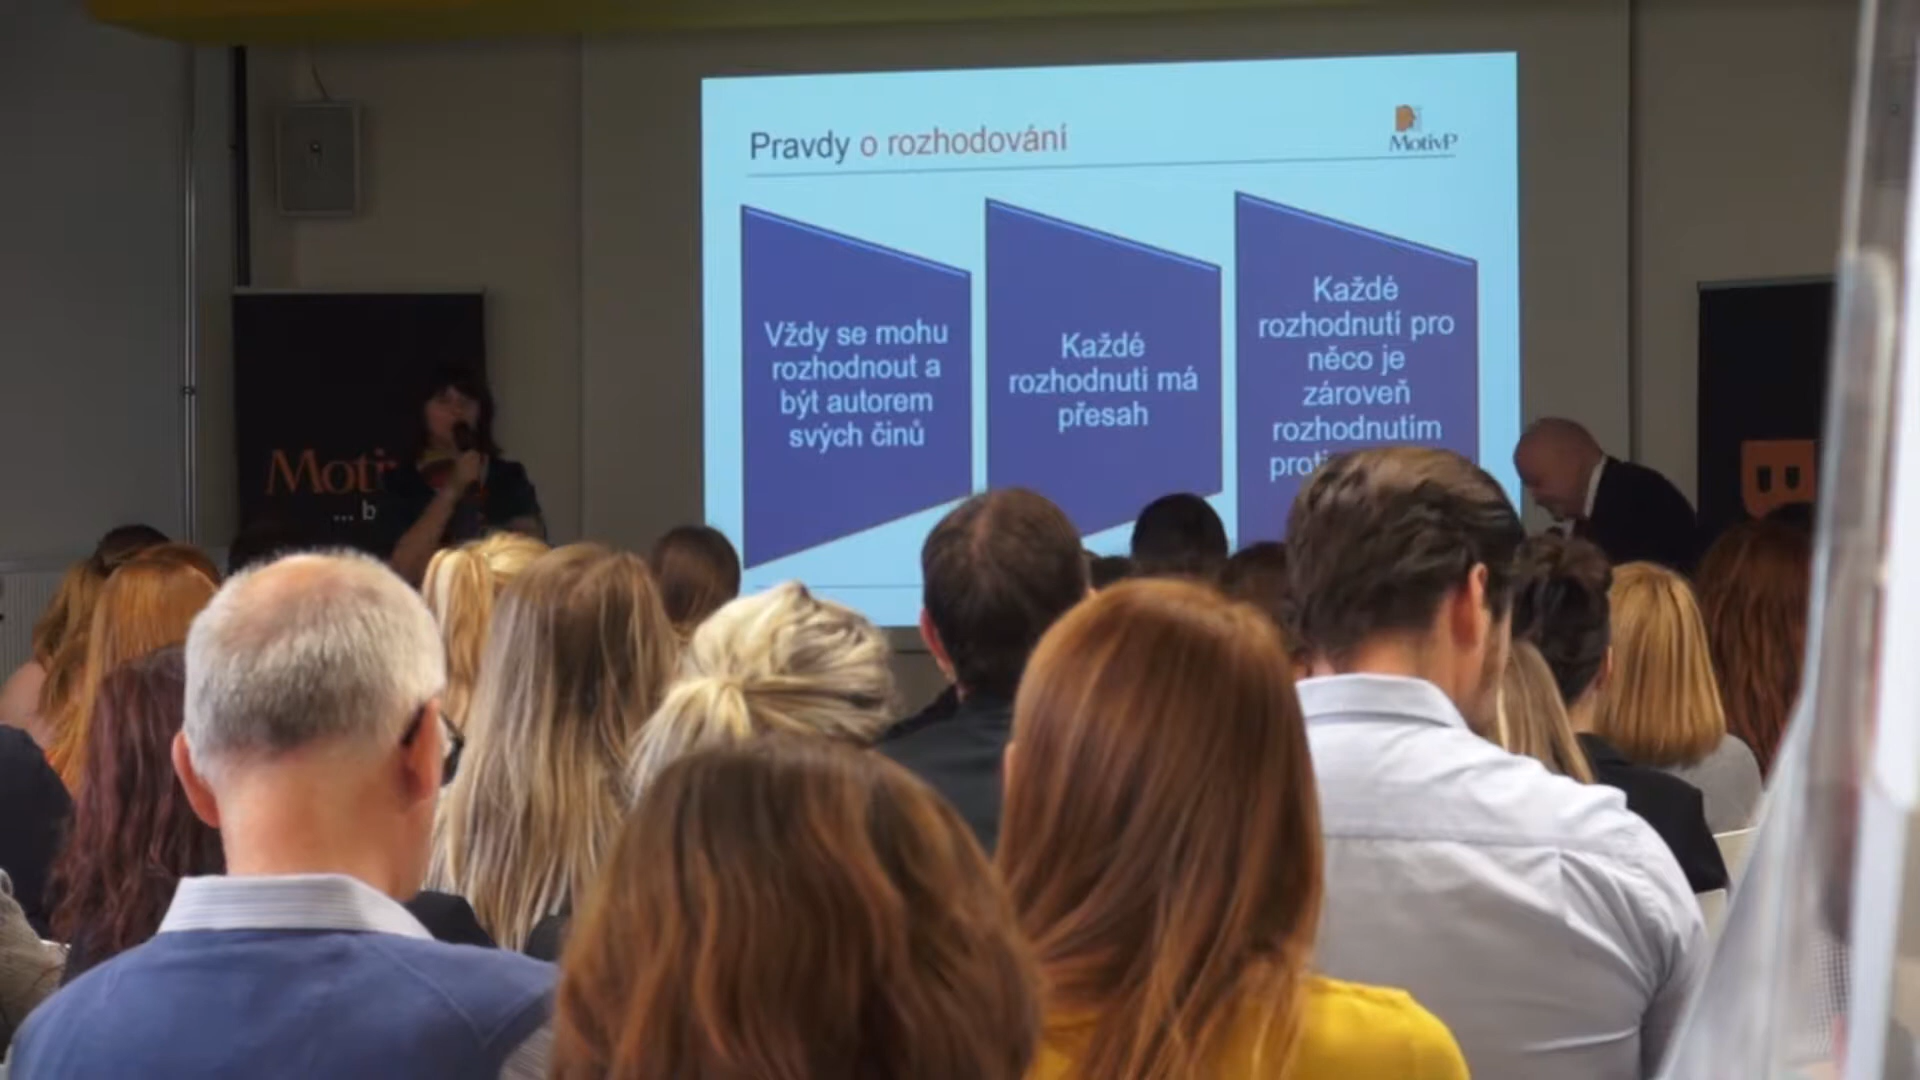 Pravdy o rozhodování
MotivP
Vždy se mohu
rozhodnout a
být autorem
svých činů
Každé
rozhodnutí má
přesah
Každé
rozhodnutí pro
něco je
zároveň
rozhodnutím
Moti
... b